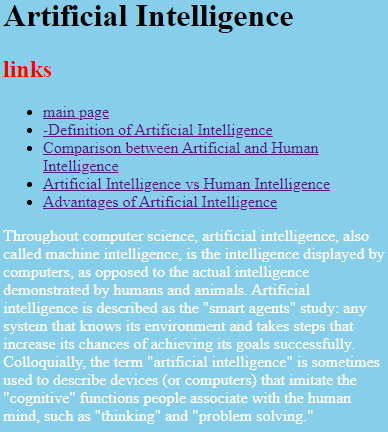 Artificial Intelligence
links
main page
-Definition of Artificial Intelligence
Comparison between Artificial and Human
Intelligence
Artificial Intelligence vs Human Intelligence
Advantages of Artificial Intelligence
Throughout computer science, artificial intelligence, also
called machine intelligence, is the intelligence displayed by
computers, as opposed to the actual intelligence
demonstrated by humans and animals. Artificial
intelligence is described as the "smart agents" study: any
system that knows its environment and takes steps that
increase its chances of achieving its goals successfully.
Colloquially, the term "artificial intelligence" is sometimes
used to describe devices (or computers) that imitate the
"cognitive" functions people associate with the human
mind, such as "thinking" and "problem solving."